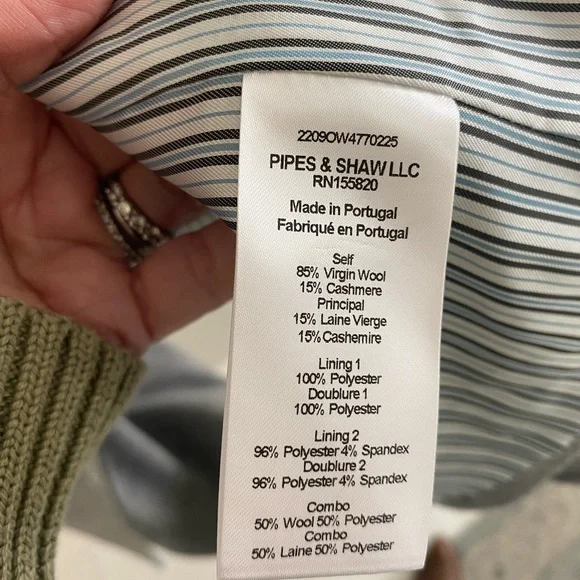 2209OW4770225
PIPES & SHAW LLC
RN155820
Made in Portugal
Fabriqué en Portugal
Self
85% Virgin Wool
15% Cashmere
Principal
15% Laine Vierge
15% Cashemire
Lining 1
100% Polyester
Doublure 1
100% Polyester
Lining 2
96% Polyester 4% Spandex
Doublure 2
96% Polyester 4% Spandex
Combo
50% Wool 50% Polyester
Combo
50% Laine 50% Polyester